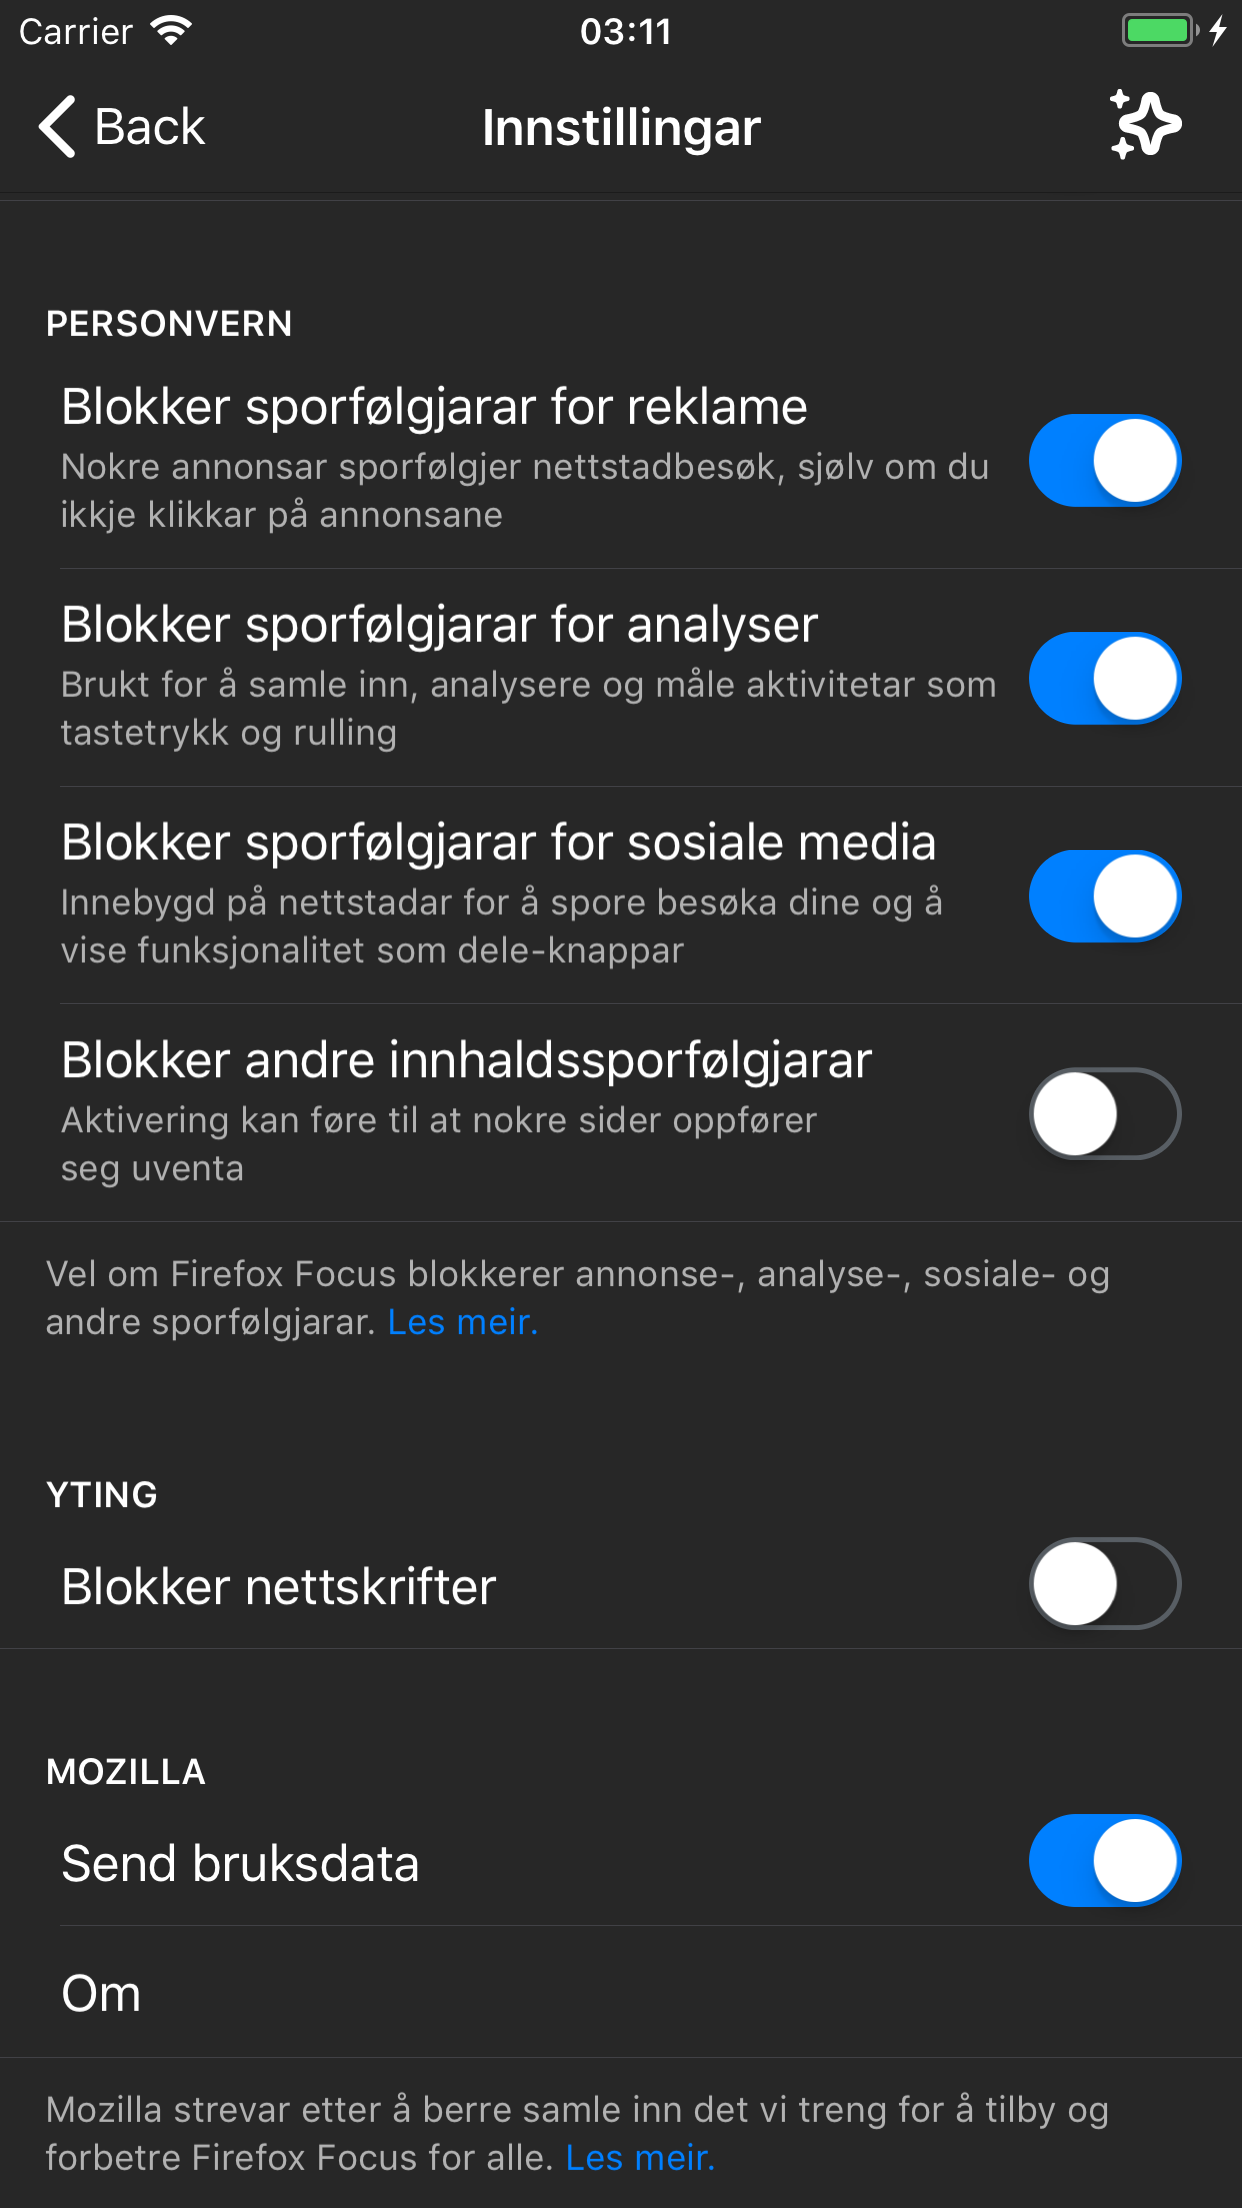 Carrier
03:11
Back
Innstillingar
PERSONVERN
Blokker sporfølgjarar for reklame
Nokre annonsar sporfølgjer nettstadbesøk, sjølv om du
ikkje klikkar på annonsane
Blokker sporfølgjarar for analyser
Brukt for å samle inn, analysere og måle aktivitetar som
tastetrykk og rulling
Blokker sporfølgjarar for sosiale media
Innebygd på nettstadar for å spore besøka dine og å
vise funksjonalitet som dele-knappar
Blokker andre innhaldssporfølgjarar
Aktivering kan føre til at nokre sider oppfører
seg uventa
Vel om Firefox Focus blokkerer annonse-, analyse-, sosiale- og
andre sporfølgjarar. Les meir.
YTING
Blokker nettskrifter
MOZILLA
Send bruksdata
Om
Mozilla strevar etter å berre samle inn det vi treng for å tilby og
forbetre Firefox Focus for alle. Les meir.